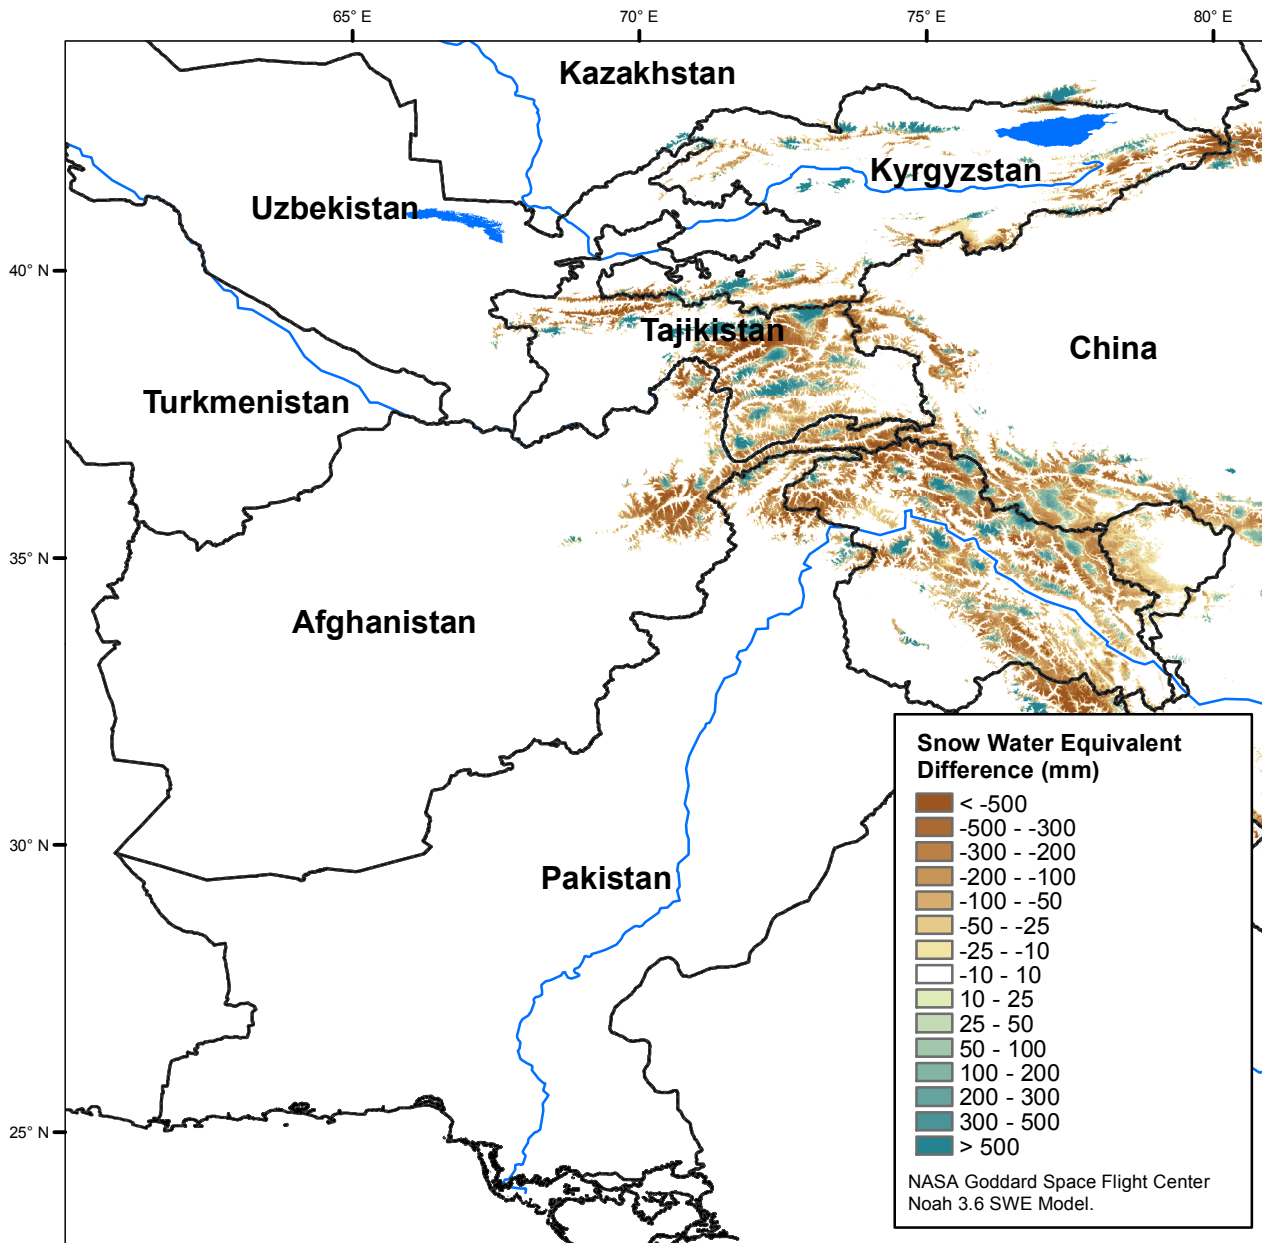 65° E
70° E
75° E
80° E
Kazakhstan
Kyrgyzstan
Uzbekistan
40° N
Tajikistan
China
Turkmenistan
35° N
Afghanistan
30° N
Pakistan
25° N
Snow Water Equivalent
Difference (mm)
< -500
-500 - -300
-300 - -200
-200 - -100
-100 - -50
-50 - -25
-25 - -10
-10 - 10
10 - 25
25 - 50
50 - 100
100 - 200
200 - 300
300 - 500
> 500
NASA Goddard Space Flight Center
Noah 3.6 SWE Model.